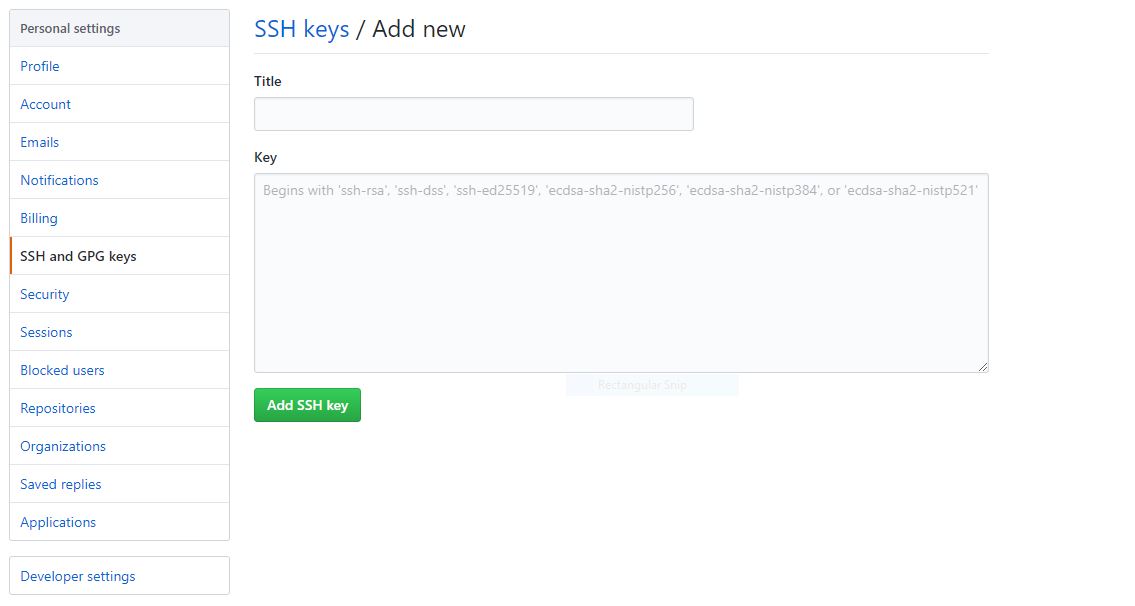 Personal settings
Profile
Account
Emails
Notifications
Billing
SSH and GPG keys
Security
Sessions
Blocked users
Repositories
Organizations
Saved replies
Applications
Developer settings
SSH keys / Add new
Title
Key
Begins with 'ssh-rsa', 'ssh-dss', 'ssh-ed25519', 'ecdsa-sha2-nistp256', 'ecdsa-sha2-nistp384', or 'ecdsa-sha2-nistp521'
Rectangular Snip
Add SSH key